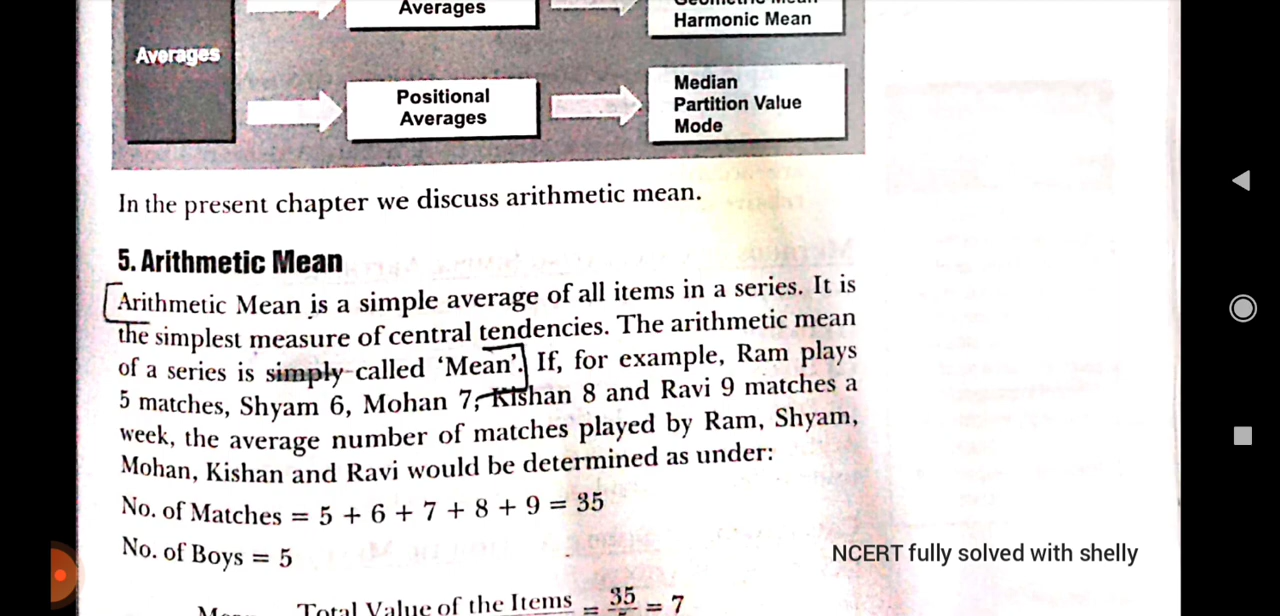 Averages
Harmonic Mean
Averages
Positional
Averages
Median
Partition Value
Mode
In the present chapter we discuss arithmetic mean.
5. Arithmetic Mean
Arithmetic Mean is a simple average of all items in a series. It is
the simplest measure of central tendencies. The arithmetic mean
of a series is simply called ‘Mean’. If, for example, Ram plays
5 matches, Shyam 6, Mohan 7, Kishan 8 and Ravi 9 matches a
week, the average number of matches played by Ram, Shyam,
Mohan, Kishan and Ravi would be determined as under:
No. of Matches = 5 + 6 + 7 + 8 + 9 = 35
No. of Boys = 5
NCERT fully solved with shelly
Total Value of the Items = 35 = 7